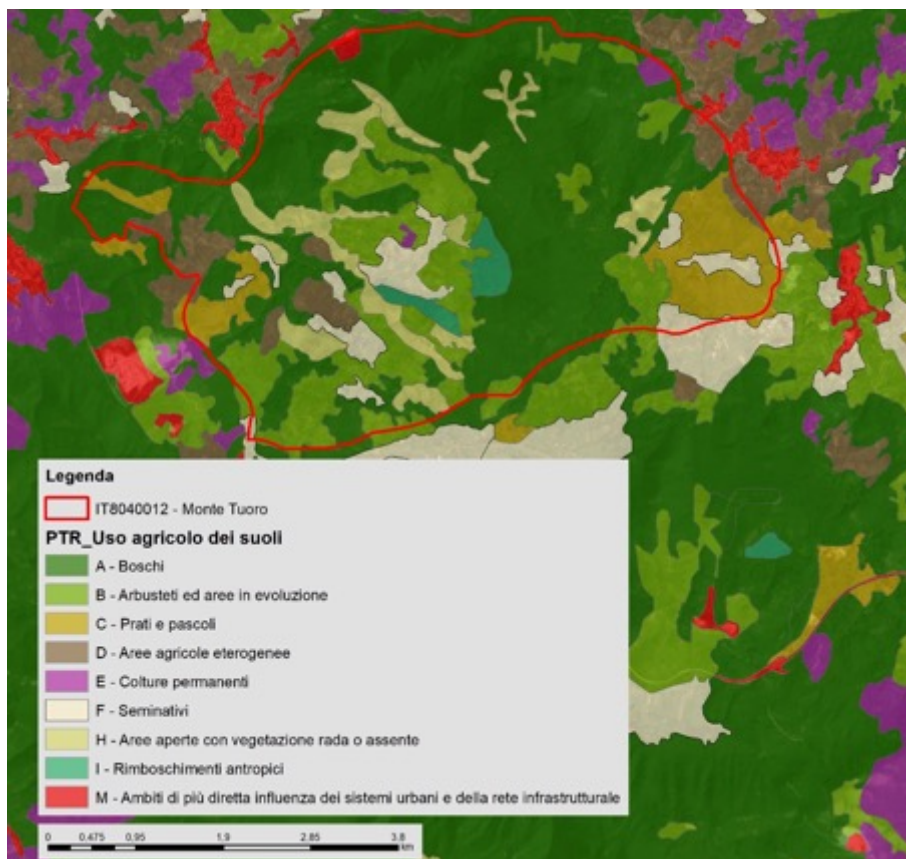 Legenda
IT8040012 - Monte Tuoro
PTR_Uso agricolo dei suoli
A - Boschi
B - Arbusteti ed aree in evoluzione
C - Prati e pascoli
D - Aree agricole eterogenee
E - Colture permanenti
F - Seminativi
H - Aree aperte con vegetazione rada o assente
I - Rimboschimenti antropici
M - Ambiti di più diretta influenza dei sistemi urbani e della rete infrastrutturale
0 0.475 0.95 1.9 2.85 3.8
km